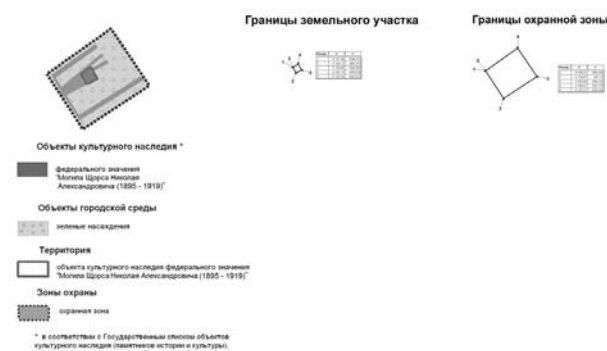 Границы земельного участка
Границы охранной зоны
Объекты культурного наследия *
федерального значения
"Могила Щорса Николая
Александровича (1895 - 1919)"
Объекты городской среды
зеленые насаждения
Территория
объекта культурного наследия федерального значения
"Могила Щорса Николая Александровича (1895 - 1919)"
Зоны охраны
охранная зона
* в соответствии с Государственным списком объектов
культурного наследия (памятников истории и культуры),